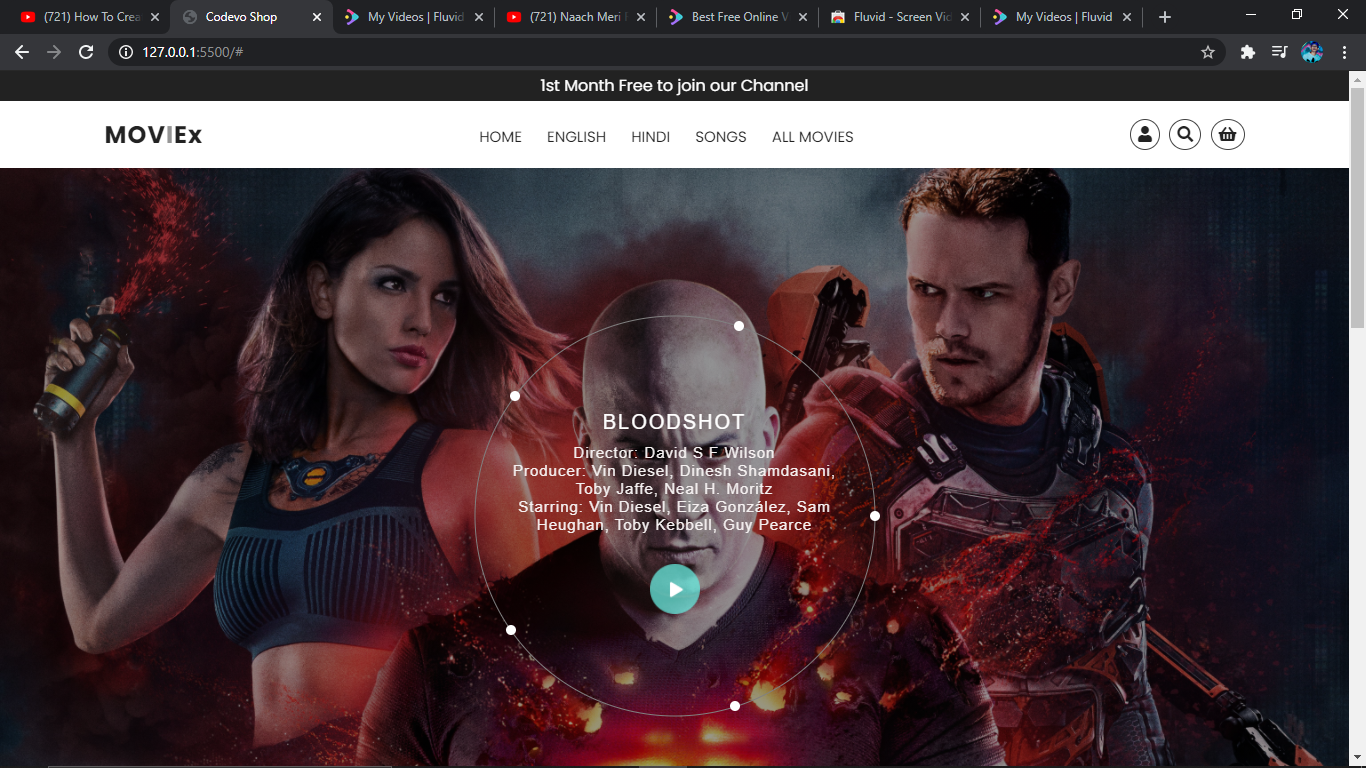 (721) How To Crea
Codevo Shop
My Videos | Fluvid
(721) Naach Meri
Best Free Online V
Fluvid - Screen Vid
My Videos | Fluvid
127.0.0.1:5500/#
1st Month Free to join our Channel
MOVIEx
HOME ENGLISH HINDI SONGS ALL MOVIES
BLOODSHOT
Director: David S F Wilson
Producer: Vin Diesel, Dinesh Shamdasani,
Toby Jaffe, Neal H. Moritz
Starring: Vin Diesel, Eiza González, Sam
Heughan, Toby Kebbell, Guy Pearce